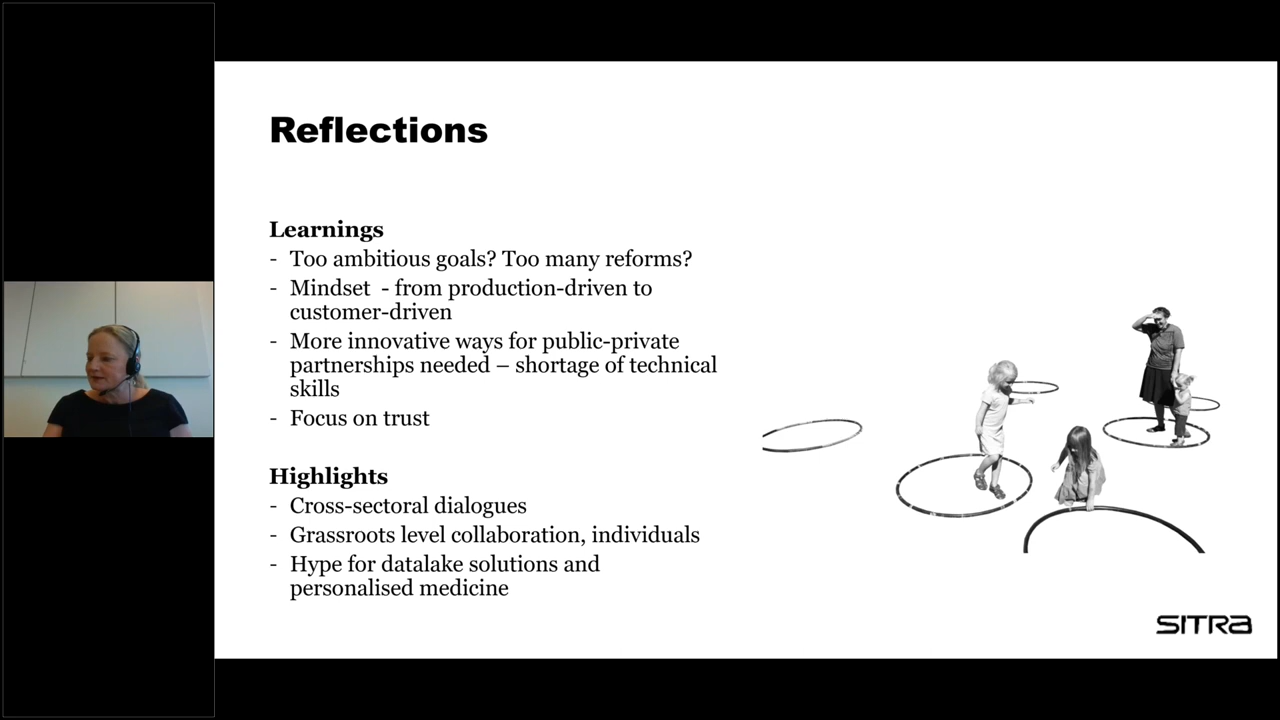 Reflections
Learnings
- Too ambitious goals? Too many reforms?
- Mindset  - from production-driven to
customer-driven
- More innovative ways for public-private
partnerships needed – shortage of technical
skills
- Focus on trust
Highlights
- Cross-sectoral dialogues
- Grassroots level collaboration, individuals
- Hype for datalake solutions and
personalised medicine
SITRA